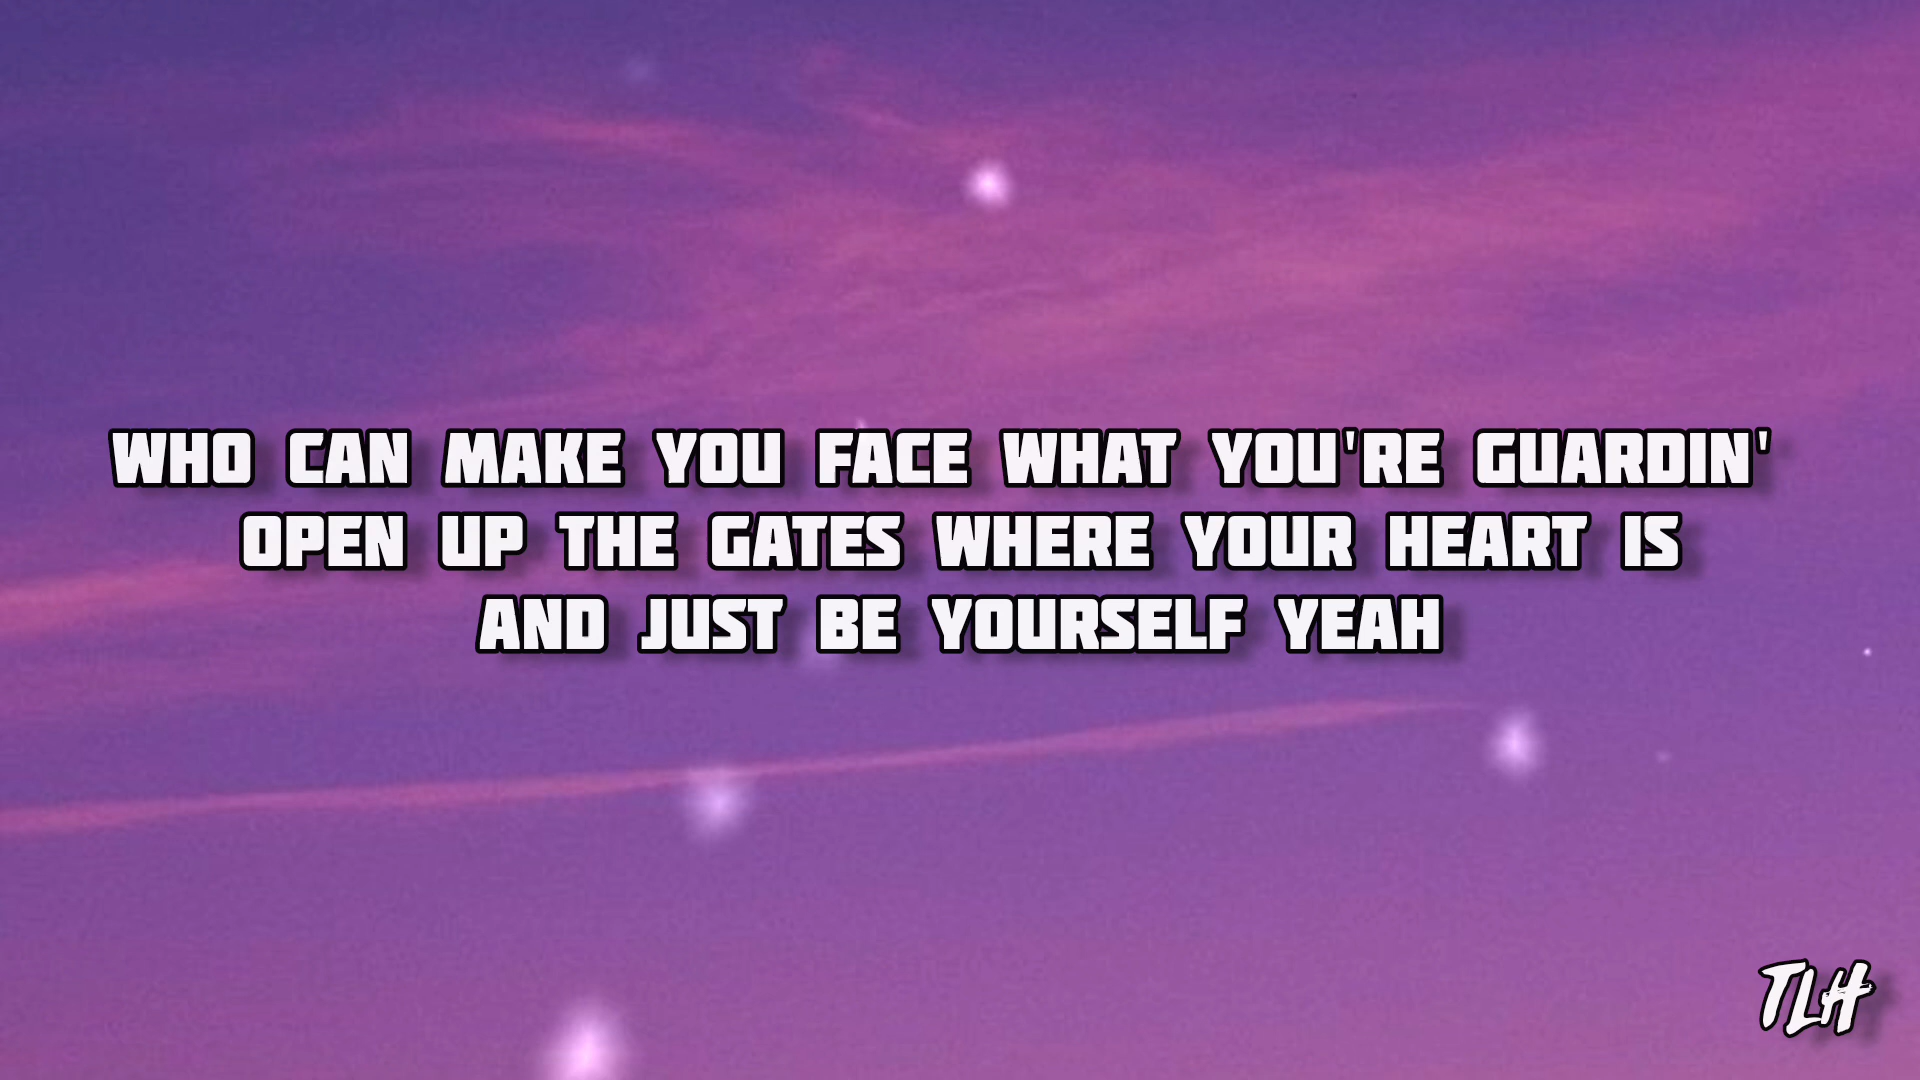 WHO CAN MAKE YOU FACE WHAT YOU'RE GUARDIN'
OPEN UP THE GATES WHERE YOUR HEART IS
AND JUST BE YOURSELF YEAH
TLH